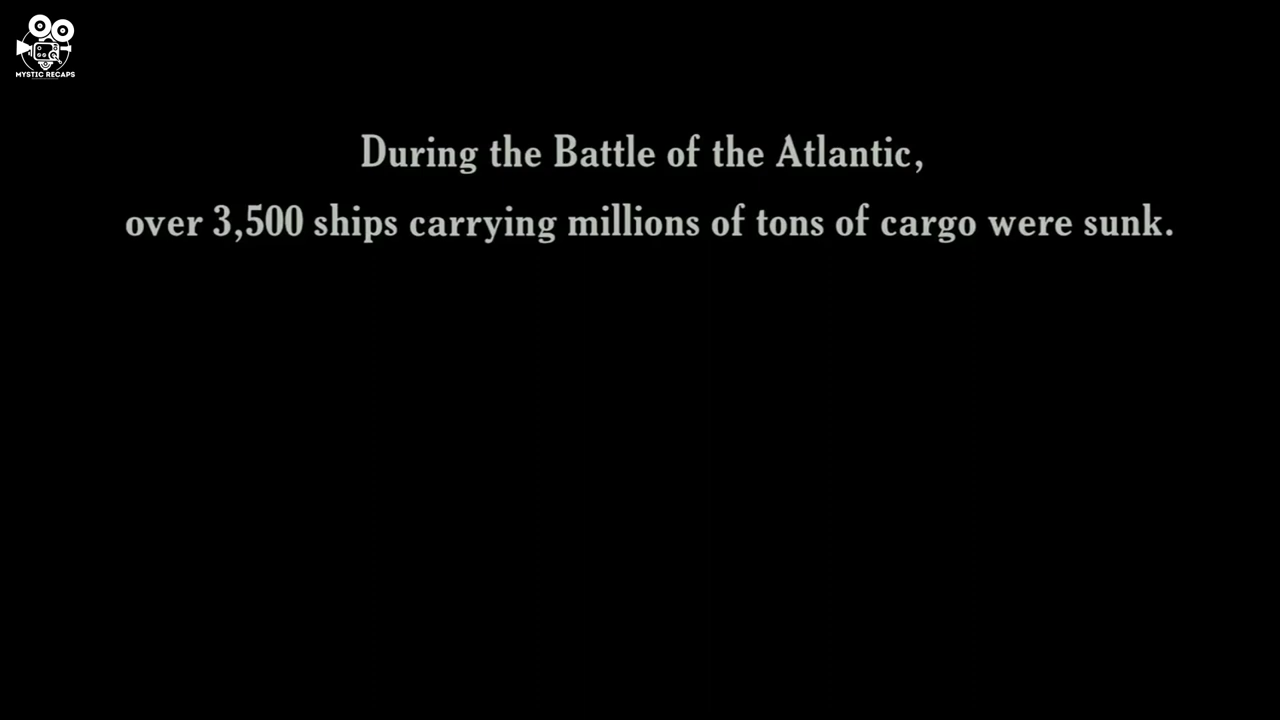 MYSTIC RECAPS
During the Battle of the Atlantic,
over 3,500 ships carrying millions of tons of cargo were sunk.